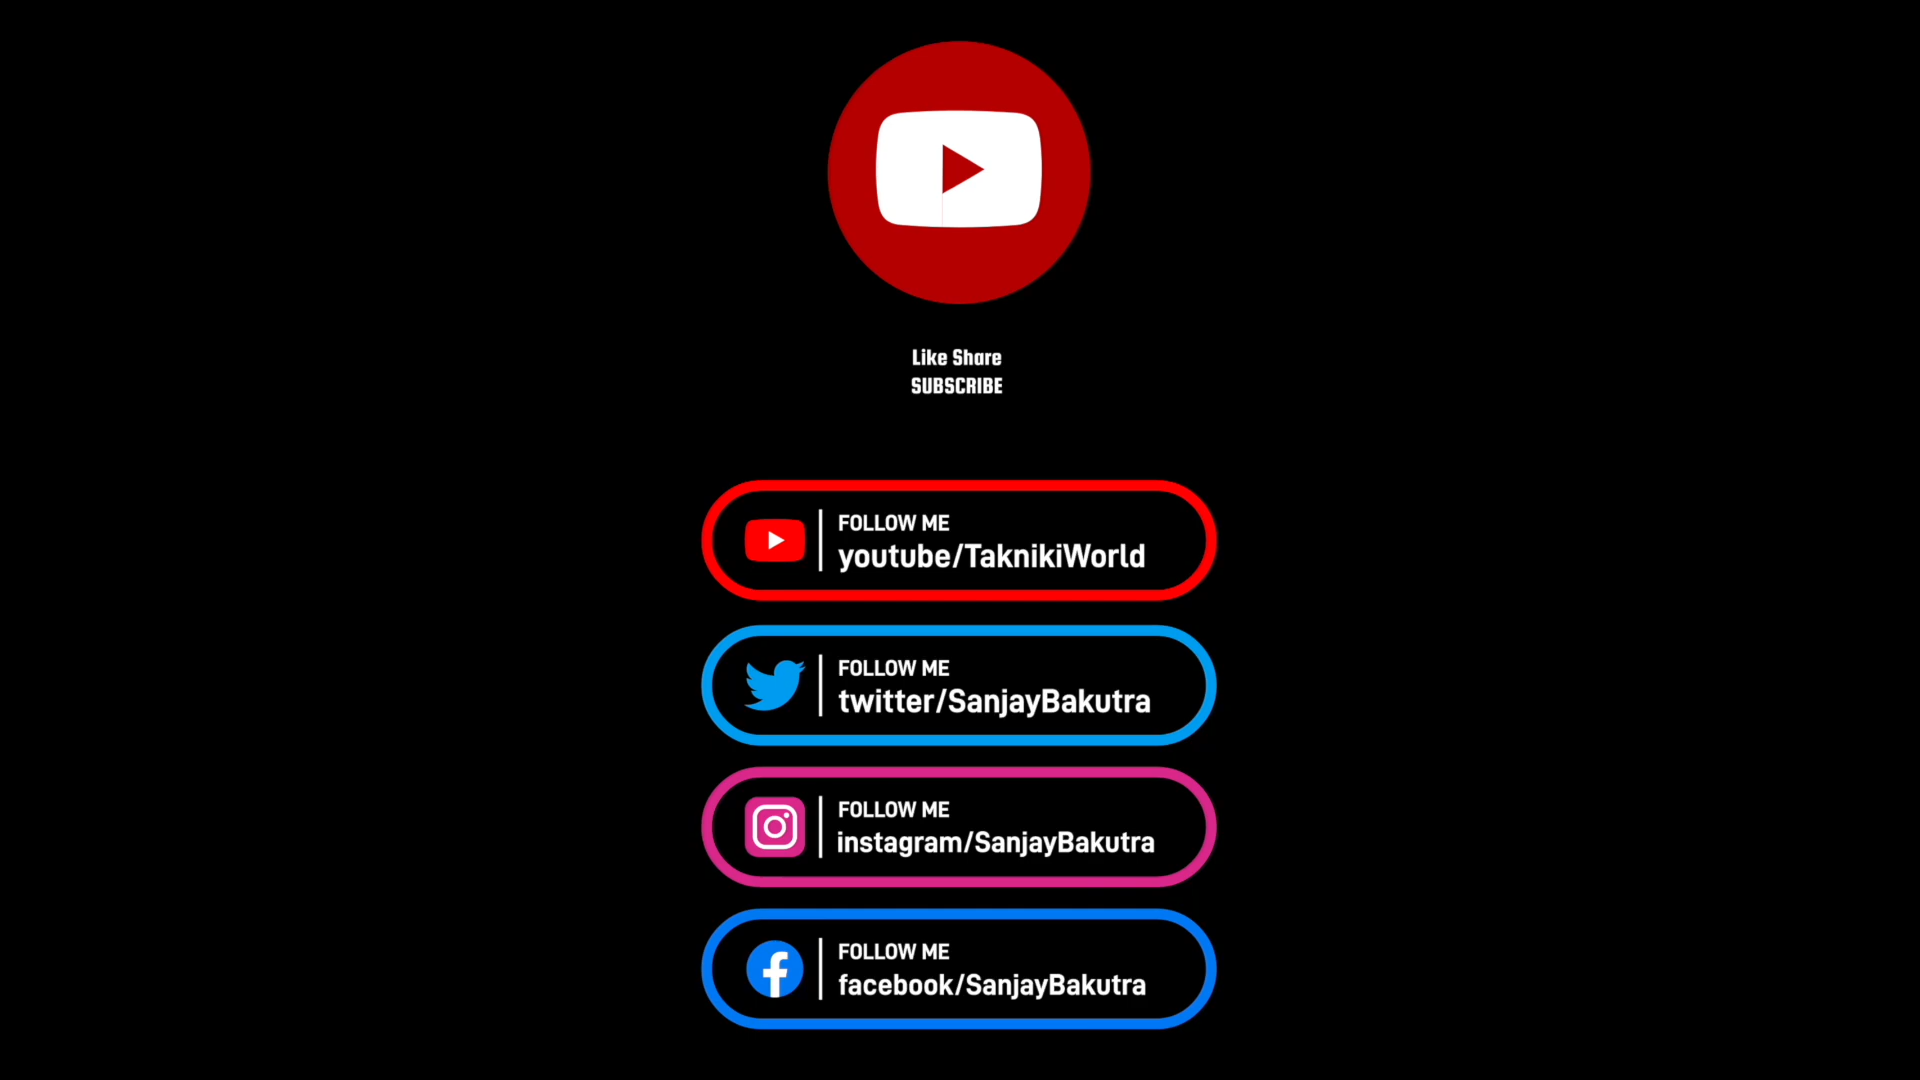 Like Share
SUBSCRIBE
FOLLOW ME
youtube/TaknikiWorld
FOLLOW ME
twitter/SanjayBakutra
FOLLOW ME
instagram/SanjayBakutra
FOLLOW ME
facebook/SanjayBakutra